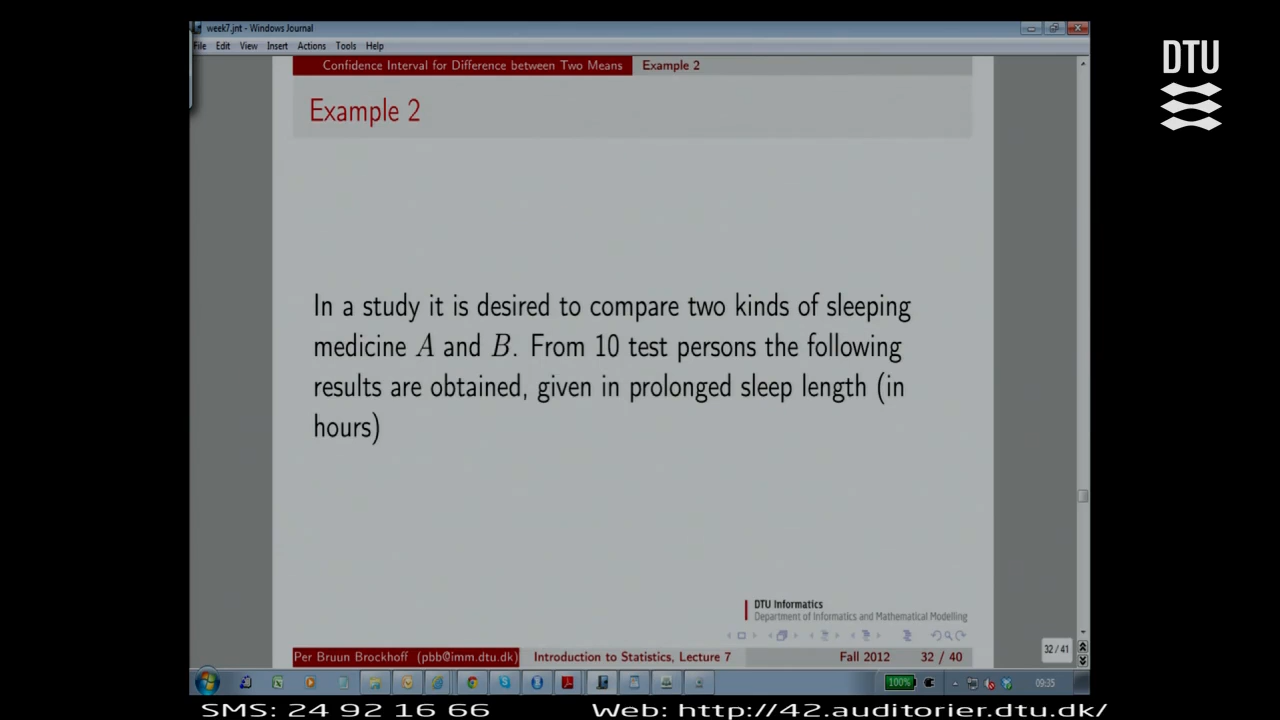 week7.jnt - Windows Journal
File Edit View Insert Actions Tools Help
Confidence Interval for Difference between Two Means Example 2
Example 2
In a study it is desired to compare two kinds of sleeping
medicine A and B. From 10 test persons the following
results are obtained, given in prolonged sleep length (in
hours)
DTU Informatics
Department of Informatics and Mathematical Modelling
Per Bruun Brockhoff (pbb@imm.dtu.dk) Introduction to Statistics, Lecture 7 Fall 2012 32 / 40
32 / 41
100% 09:35
SMS: 24 92 16 66 Web: http://42.auditorier.dtu.dk/
DTU